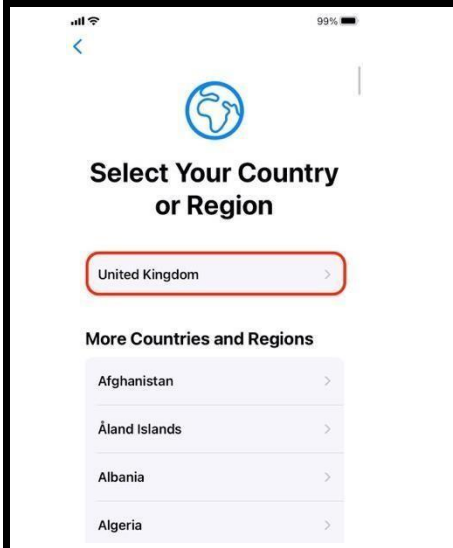 99%
Select Your Country
or Region
United Kingdom
More Countries and Regions
Afghanistan
Åland Islands
Albania
Algeria